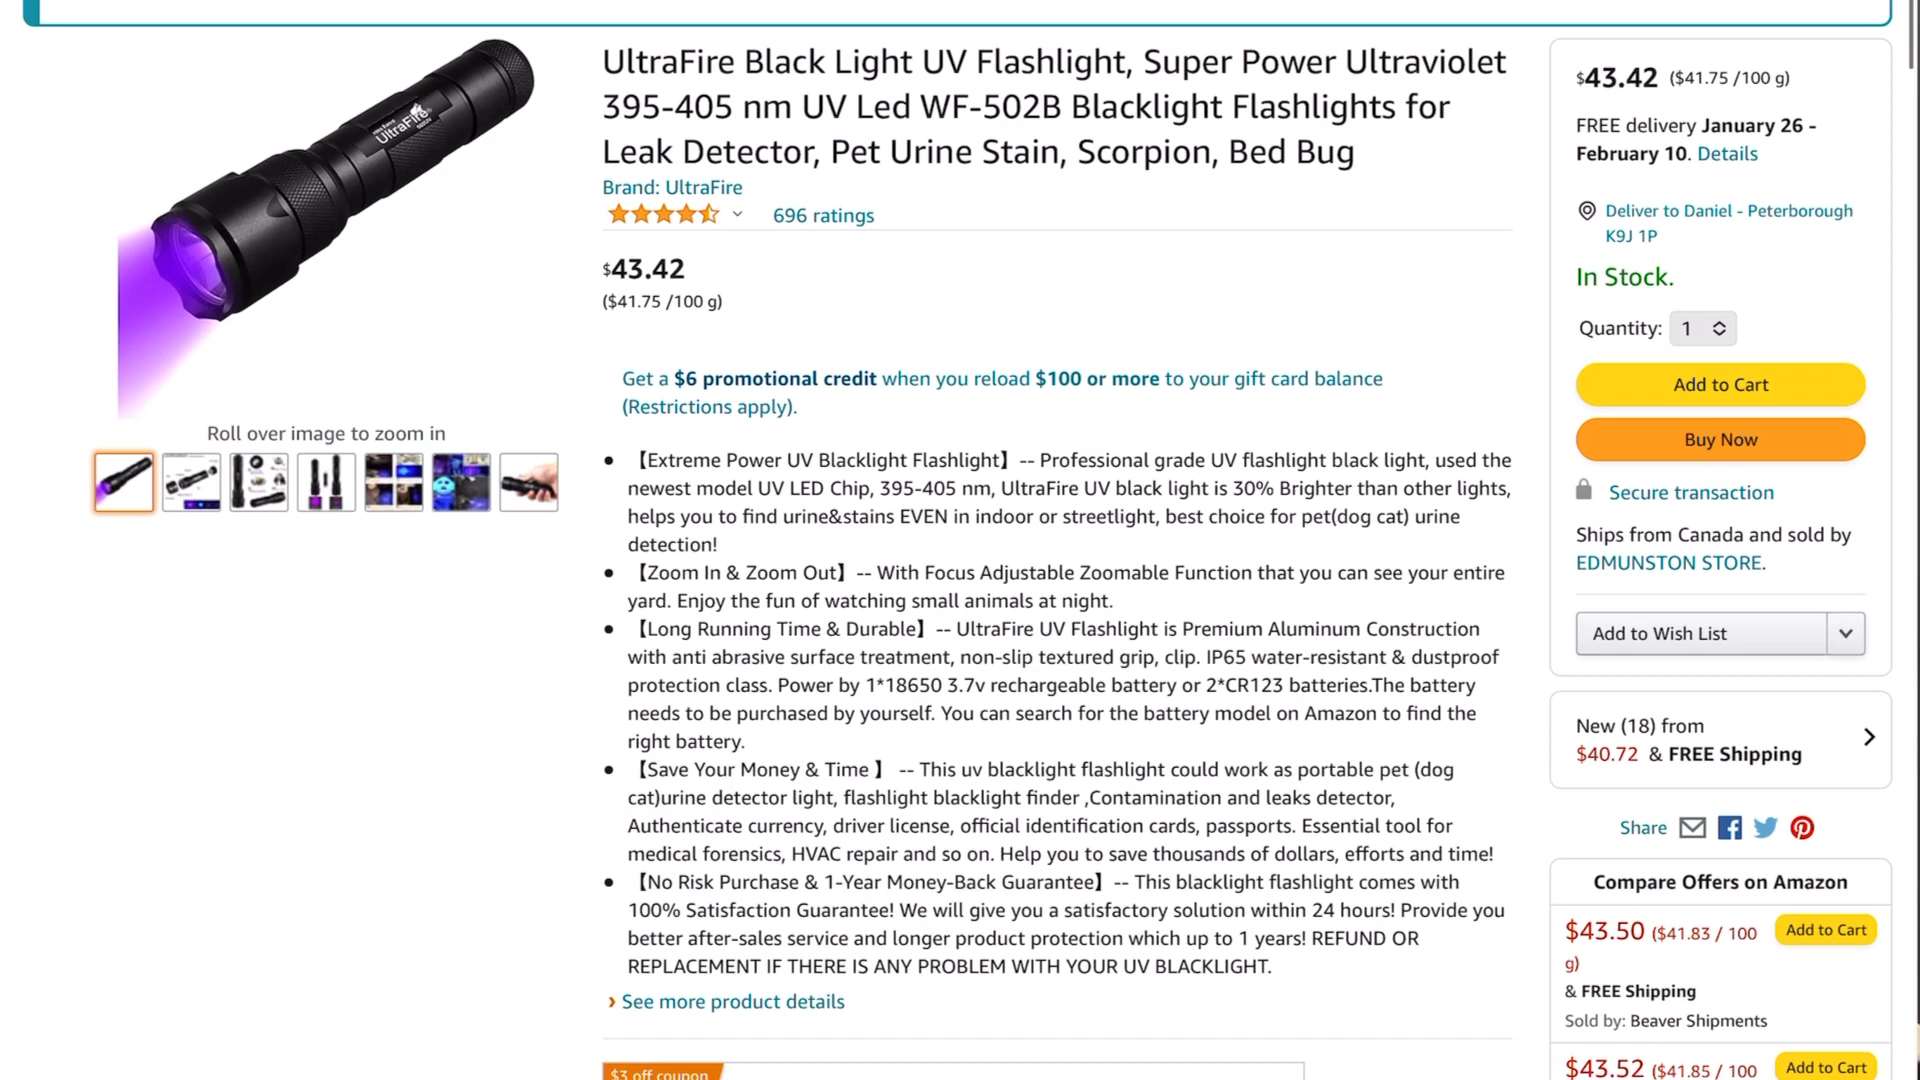 UltraFire
Roll over image to zoom in
UltraFire Black Light UV Flashlight, Super Power Ultraviolet
395-405 nm UV Led WF-502B Blacklight Flashlights for
Leak Detector, Pet Urine Stain, Scorpion, Bed Bug
Brand: UltraFire
696 ratings
$43.42
($41.75 /100 g)
Get a $6 promotional credit when you reload $100 or more to your gift card balance
(Restrictions apply).
【Extreme Power UV Blacklight Flashlight】-- Professional grade UV flashlight black light, used the
newest model UV LED Chip, 395-405 nm, UltraFire UV black light is 30% Brighter than other lights,
helps you to find urine&stains EVEN in indoor or streetlight, best choice for pet(dog cat) urine
detection!
【Zoom In & Zoom Out】-- With Focus Adjustable Zoomable Function that you can see your entire
yard. Enjoy the fun of watching small animals at night.
【Long Running Time & Durable】-- UltraFire UV Flashlight is Premium Aluminum Construction
with anti abrasive surface treatment, non-slip textured grip, clip. IP65 water-resistant & dustproof
protection class. Power by 1*18650 3.7v rechargeable battery or 2*CR123 batteries.The battery
needs to be purchased by yourself. You can search for the battery model on Amazon to find the
right battery.
【Save Your Money & Time 】 -- This uv blacklight flashlight could work as portable pet (dog
cat)urine detector light, flashlight blacklight finder ,Contamination and leaks detector,
Authenticate currency, driver license, official identification cards, passports. Essential tool for
medical forensics, HVAC repair and so on. Help you to save thousands of dollars, efforts and time!
【No Risk Purchase & 1-Year Money-Back Guarantee】-- This blacklight flashlight comes with
100% Satisfaction Guarantee! We will give you a satisfactory solution within 24 hours! Provide you
better after-sales service and longer product protection which up to 1 years! REFUND OR
REPLACEMENT IF THERE IS ANY PROBLEM WITH YOUR UV BLACKLIGHT.
› See more product details
$3 off coupon
$43.42 ($41.75 /100 g)
FREE delivery January 26 -
February 10. Details
Deliver to Daniel - Peterborough
K9J 1P
In Stock.
Quantity: 1
Add to Cart
Buy Now
Secure transaction
Ships from Canada and sold by
EDMUNSTON STORE.
Add to Wish List
New (18) from
$40.72 & FREE Shipping
Share
Compare Offers on Amazon
$43.50 ($41.83 / 100
g)
Add to Cart
& FREE Shipping
Sold by: Beaver Shipments
$43.52 ($41.85 / 100
Add to Cart